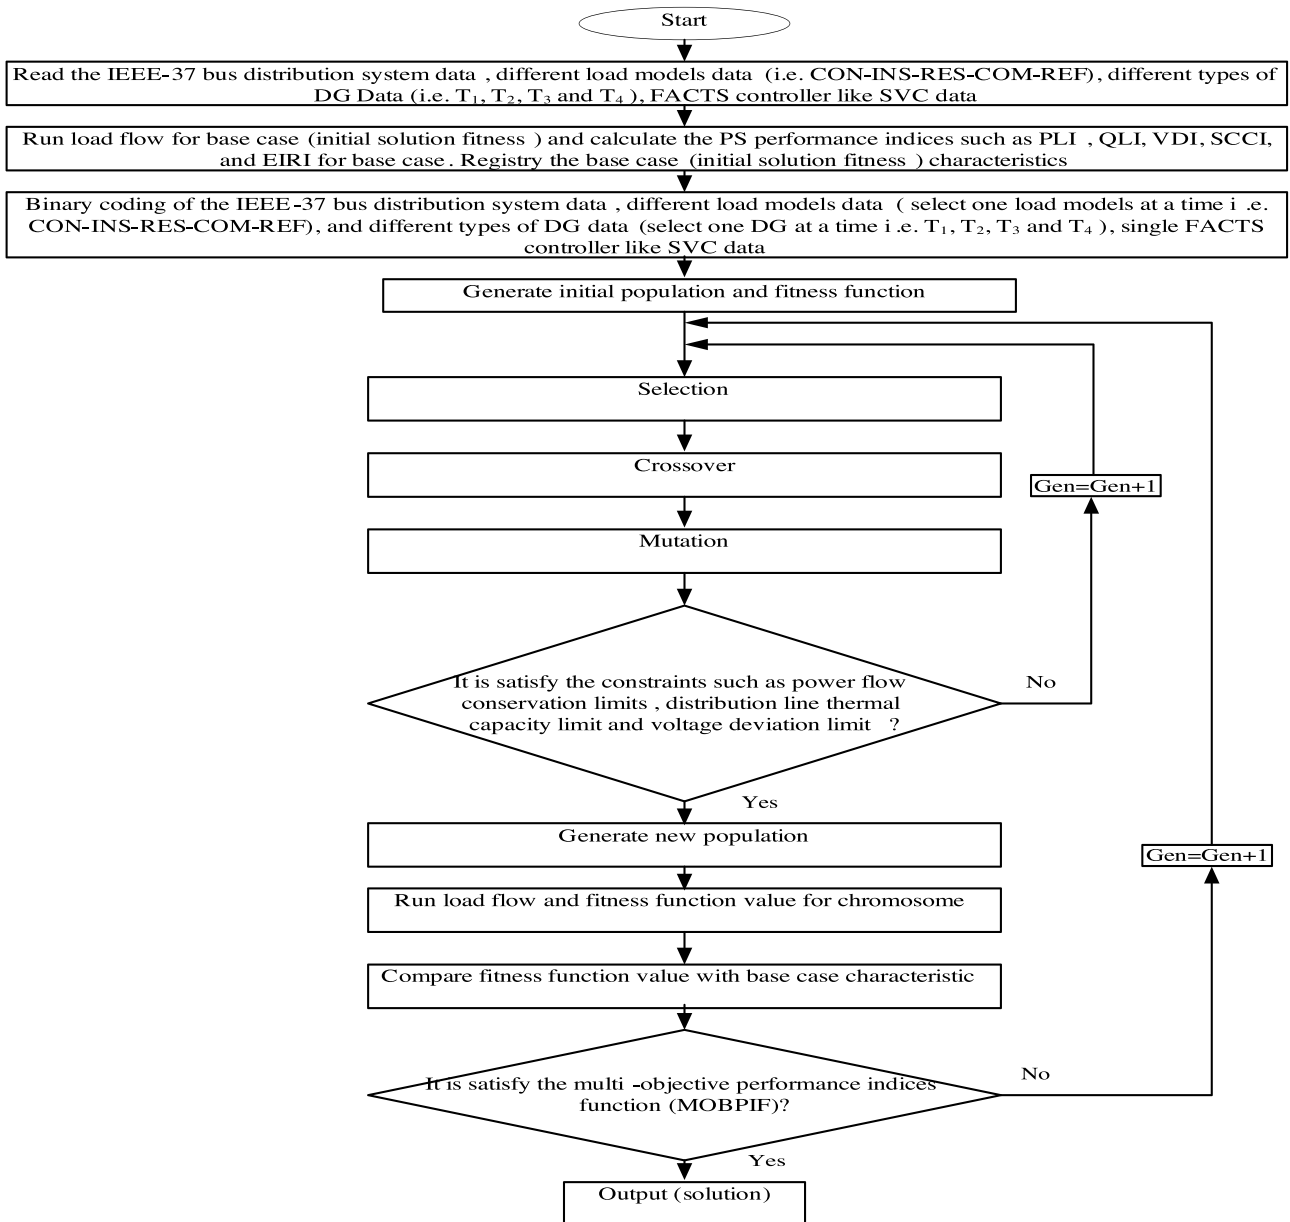 Start
Read the IEEE-37 bus distribution system data , different load models data (i.e. CON-INS-RES-COM-REF), different types of
DG Data (i.e. T₁, T₂, T₃ and T₄ ), FACTS controller like SVC data
Run load flow for base case (initial solution fitness ) and calculate the PS performance indices such as PLI , QLI, VDI, SCCI,
and EIRI for base case. Registry the base case (initial solution fitness ) characteristics
Binary coding of the IEEE-37 bus distribution system data , different load models data ( select one load models at a time i .e.
CON-INS-RES-COM-REF), and different types of DG data (select one DG at a time i .e. T₁, T₂, T₃ and T₄ ), single FACTS
controller like SVC data
Generate initial population and fitness function
Selection
Crossover
Gen=Gen+1
Mutation
It is satisfy the constraints such as power flow
conservation limits , distribution line thermal
capacity limit and voltage deviation limit ?
No
Yes
Generate new population
Gen=Gen+1
Run load flow and fitness function value for chromosome
Compare fitness function value with base case characteristic
It is satisfy the multi -objective performance indices
function (MOBPIF)?
No
Yes
Output (solution)